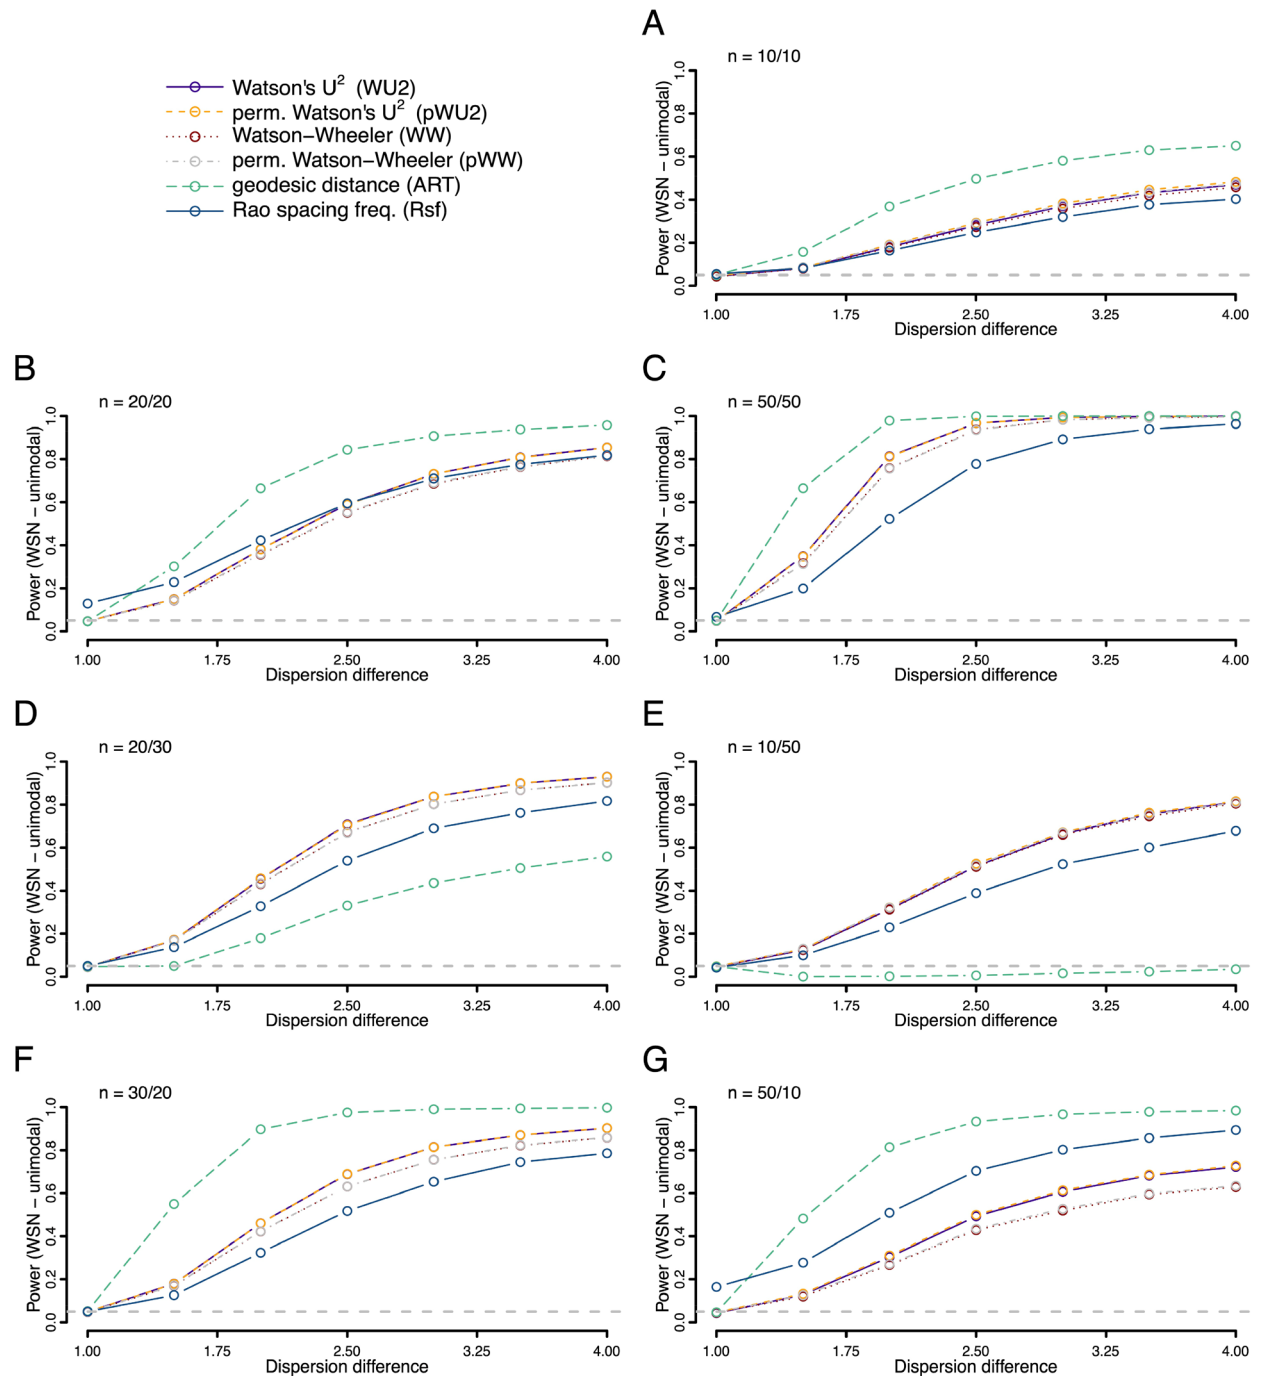 A
n = 10/10
Watson's U² (WU2)
perm. Watson's U² (pWU2)
Watson−Wheeler (WW)
perm. Watson−Wheeler (pWW)
geodesic distance (ART)
Rao spacing freq. (Rsf)
Power (WSN − unimodal)
0.0 0.2 0.4 0.6 0.8 1.0
1.00 1.75 2.50 3.25 4.00
Dispersion difference
B
n = 20/20
Power (WSN − unimodal)
0.0 0.2 0.4 0.6 0.8 1.0
1.00 1.75 2.50 3.25 4.00
Dispersion difference
C
n = 50/50
Power (WSN − unimodal)
0.0 0.2 0.4 0.6 0.8 1.0
1.00 1.75 2.50 3.25 4.00
Dispersion difference
D
n = 20/30
Power (WSN − unimodal)
0.0 0.2 0.4 0.6 0.8 1.0
1.00 1.75 2.50 3.25 4.00
Dispersion difference
E
n = 10/50
Power (WSN − unimodal)
0.0 0.2 0.4 0.6 0.8 1.0
1.00 1.75 2.50 3.25 4.00
Dispersion difference
F
n = 30/20
Power (WSN − unimodal)
0.0 0.2 0.4 0.6 0.8 1.0
1.00 1.75 2.50 3.25 4.00
Dispersion difference
G
n = 50/10
Power (WSN − unimodal)
0.0 0.2 0.4 0.6 0.8 1.0
1.00 1.75 2.50 3.25 4.00
Dispersion difference